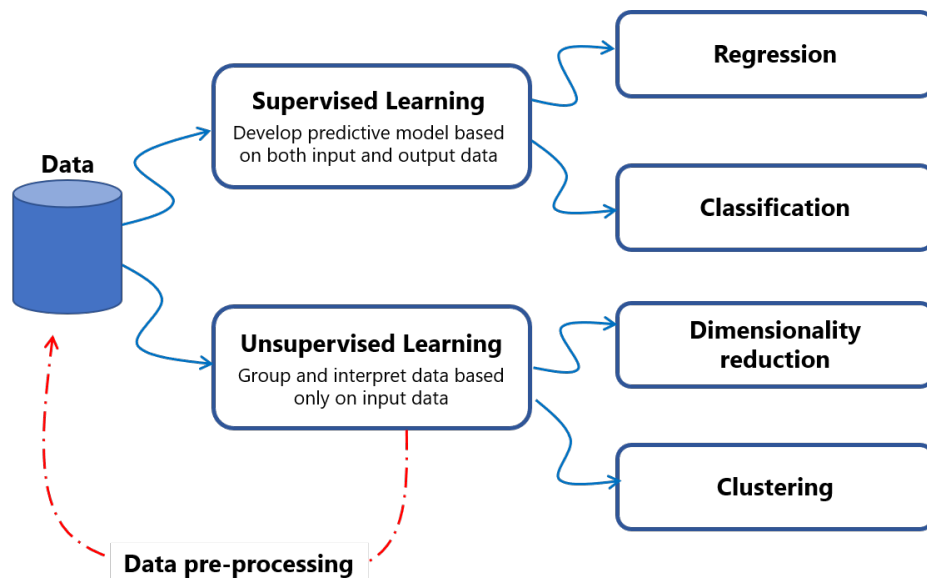 Data
Supervised Learning
Develop predictive model based
on both input and output data
Regression
Classification
Unsupervised Learning
Group and interpret data based
only on input data
Dimensionality
reduction
Clustering
Data pre-processing